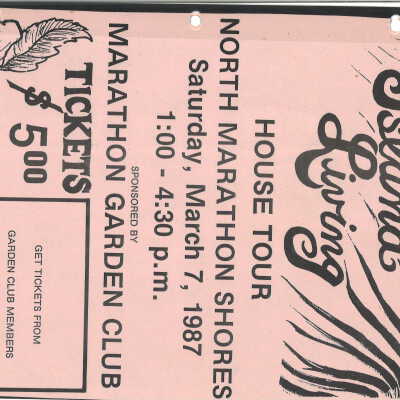 Island
Living
HOUSE TOUR
NORTH MARATHON SHORES
Saturday, March 7, 1987
1:00 - 4:30 p.m.
SPONSORED BY
MARATHON GARDEN CLUB
TICKETS
$5.00
GET TICKETS FROM
GARDEN CLUB MEMBERS